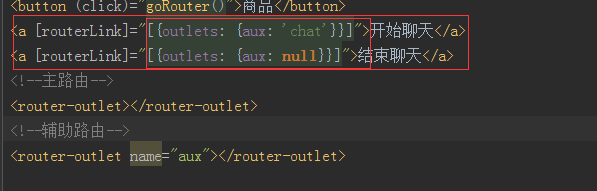 <button (click)="goRouter()">商品</button>
<a [routerLink]="[{outlets: {aux: 'chat'}}]">开始聊天</a>
<a [routerLink]="[{outlets: {aux: null}}]">结束聊天</a>
<!--主路由-->
<router-outlet></router-outlet>
<!--辅助路由-->
<router-outlet name="aux"></router-outlet>